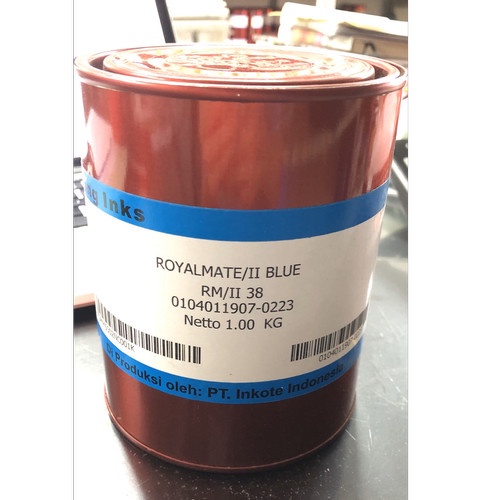 Inks
ROYALMATE/II BLUE
RM/II 38
0104011907-0223
Netto 1.00 KG
Di Produksi oleh: PT. Inkote Indonesia